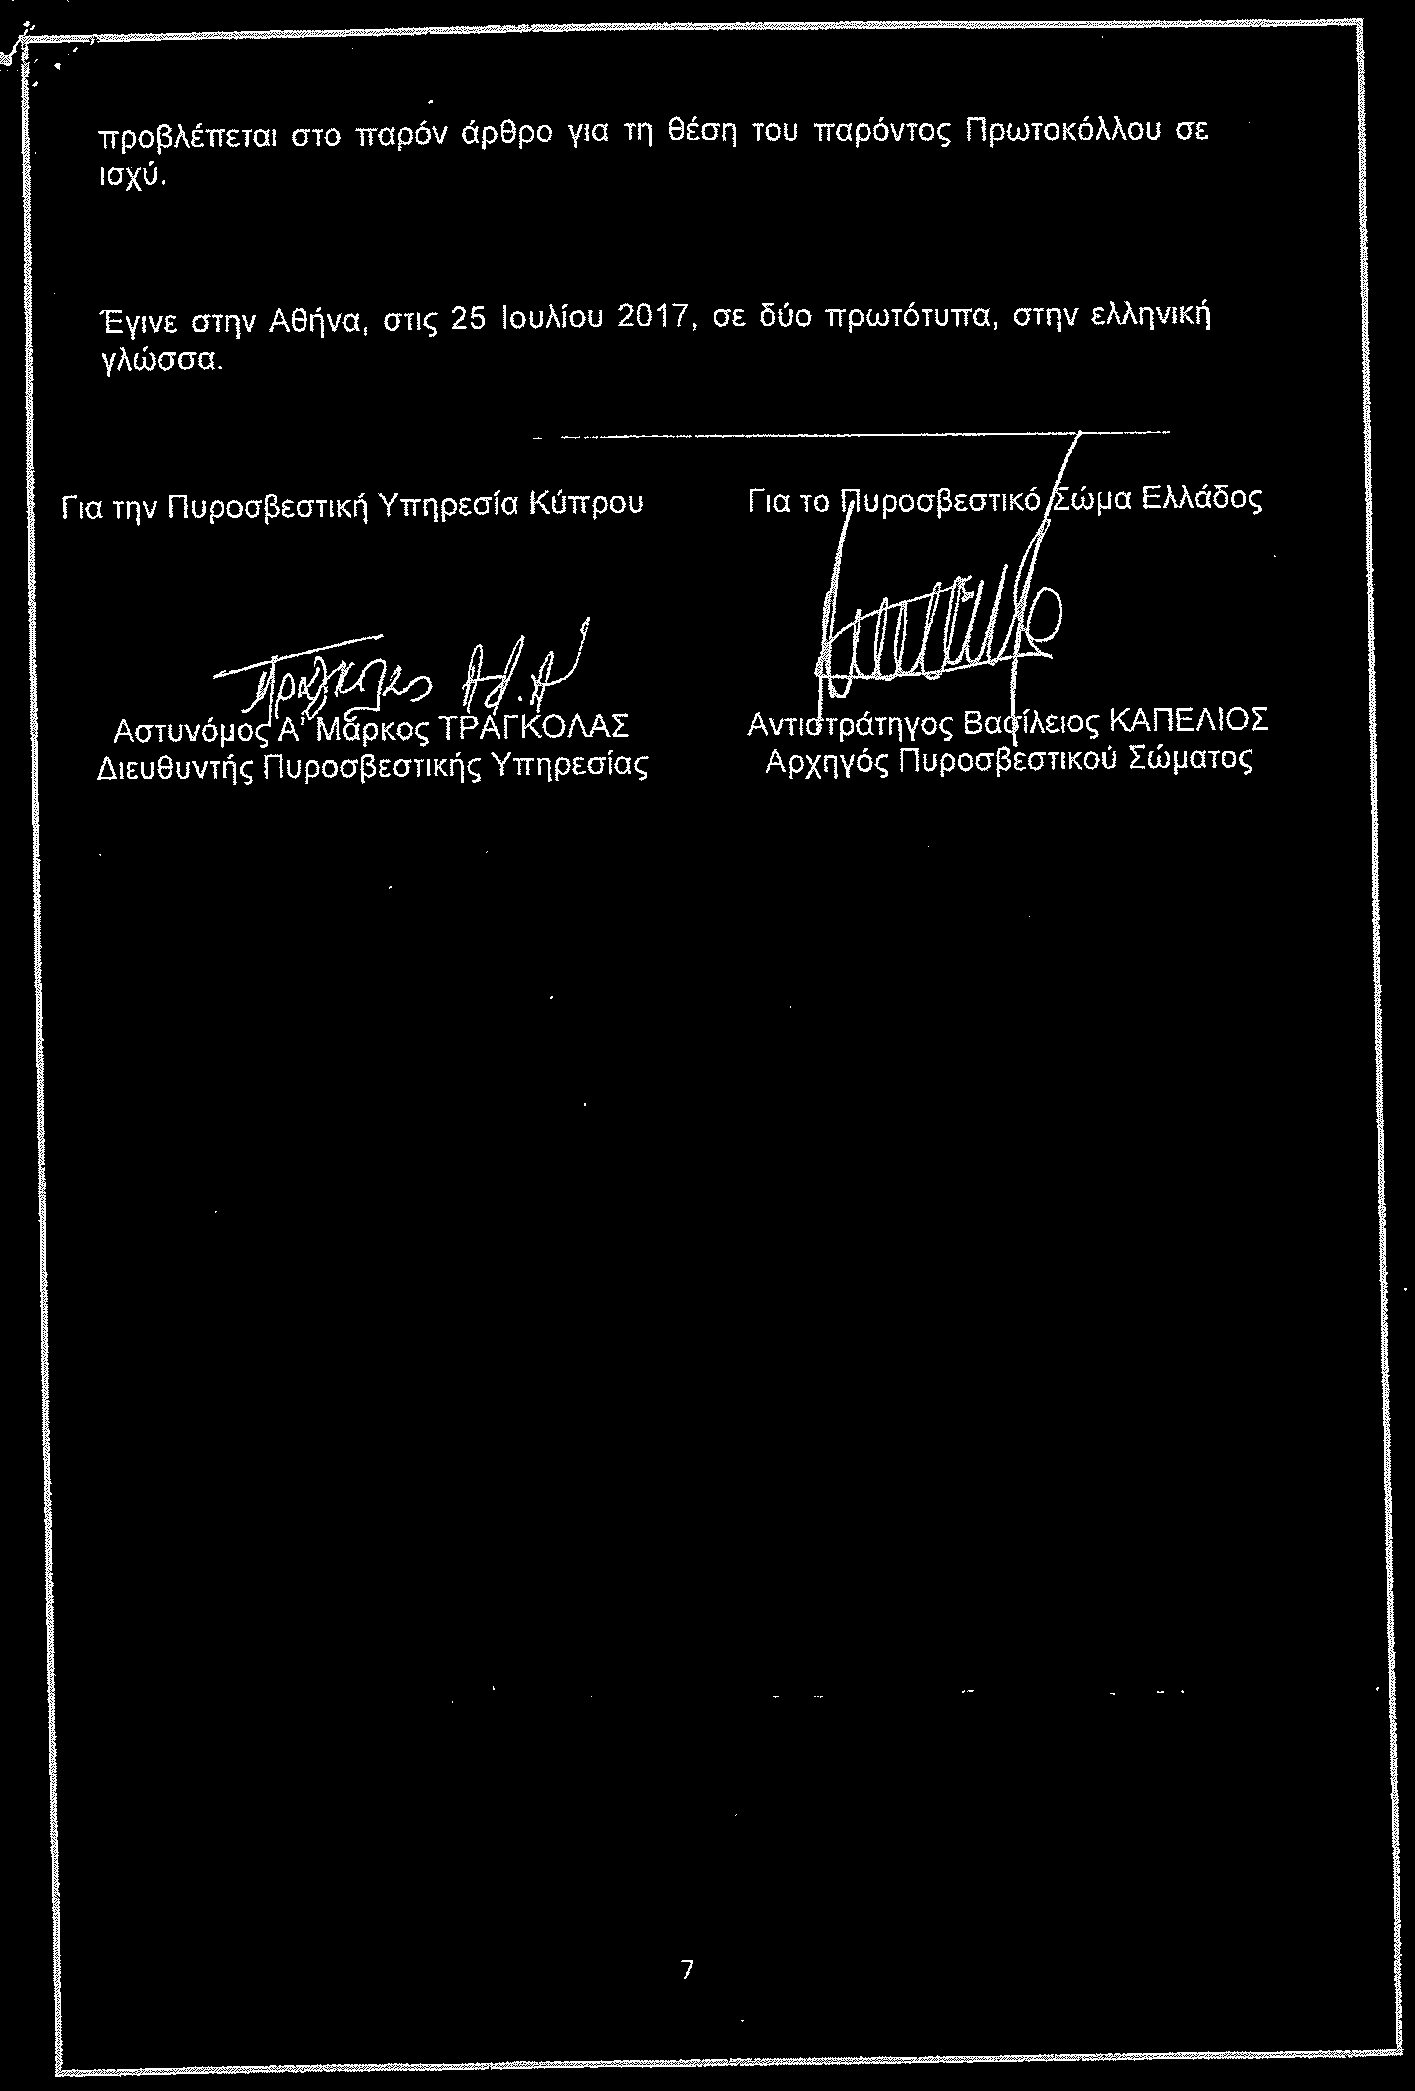 προβλέπεται στο παρόν άρθρο για τη θέση του παρόντος Πρωτοκόλλου σε
ισχύ.
Έγινε στην Αθήνα, στις 25 Ιουλίου 2017, σε δύο πρωτότυπα, στην ελληνική
γλώσσα.
Για την Πυροσβεστική Υπηρεσία Κύπρου
Αστυνόμος Α' Μάρκος ΤΡΑΓΚΟΛΑΣ
Διευθυντής Πυροσβεστικής Υπηρεσίας
Για το Πυροσβεστικό Σώμα Ελλάδος
Αντιστράτηγος Βασίλειος ΚΑΠΕΛΙΟΣ
Αρχηγός Πυροσβεστικού Σώματος
7